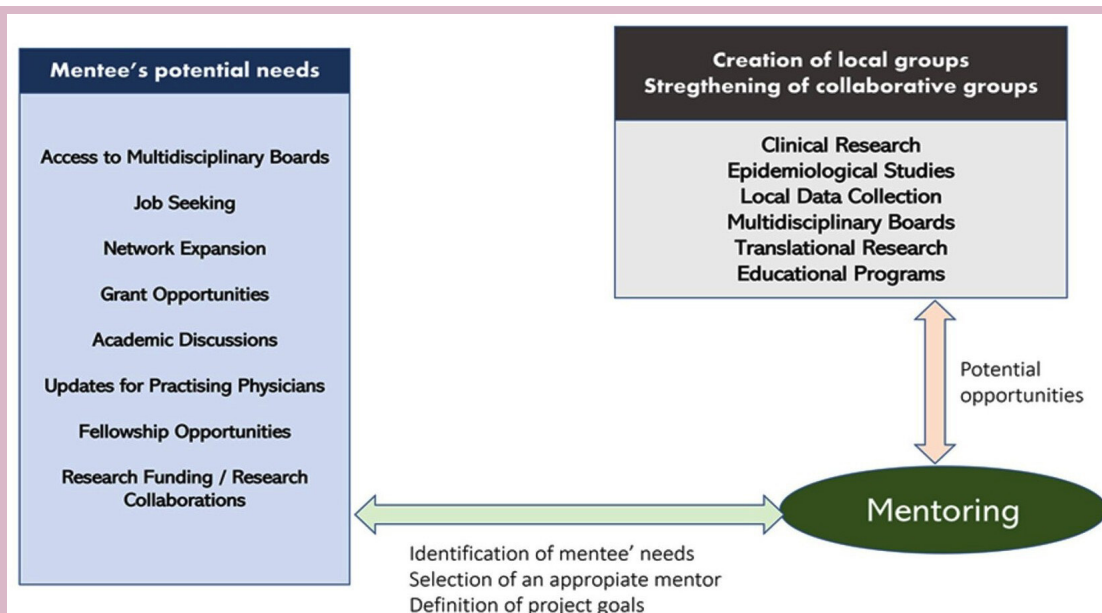 Mentee’s potential needs
Access to Multidisciplinary Boards
Job Seeking
Network Expansion
Grant Opportunities
Academic Discussions
Updates for Practising Physicians
Fellowship Opportunities
Research Funding / Research
Collaborations
Creation of local groups
Stregthening of collaborative groups
Clinical Research
Epidemiological Studies
Local Data Collection
Multidisciplinary Boards
Translational Research
Educational Programs
Potential
opportunities
Mentoring
Identification of mentee’ needs
Selection of an appropiate mentor
Definition of project goals